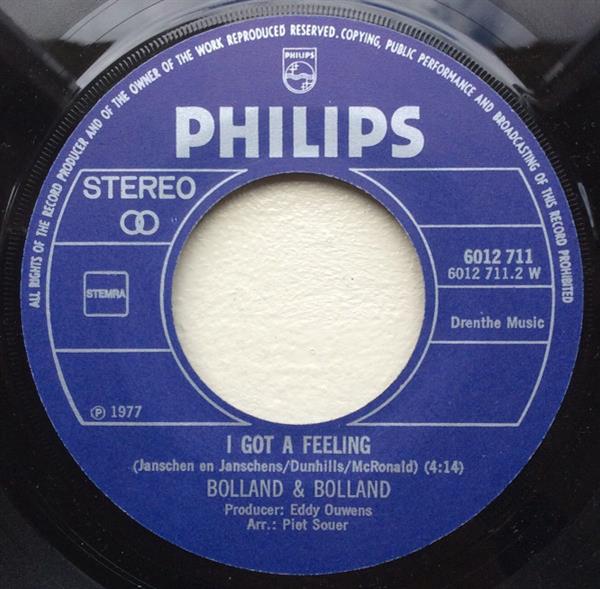 ALL RIGHTS OF THE RECORD PRODUCER AND OF THE OWNER OF THE WORK REPRODUCED RESERVED. COPYING, PUBLIC PERFORMANCE AND BROADCASTING OF THIS RECORD PROHIBITED
PHILIPS
PHILIPS
STEREO
6012 711
6012 711.2 W
STEMRA
Drenthe Music
Ⓟ 1977
I GOT A FEELING
(Janschen en Janschens/Dunhills/McRonald) (4:14)
BOLLAND & BOLLAND
Producer: Eddy Ouwens
Arr.: Piet Souer